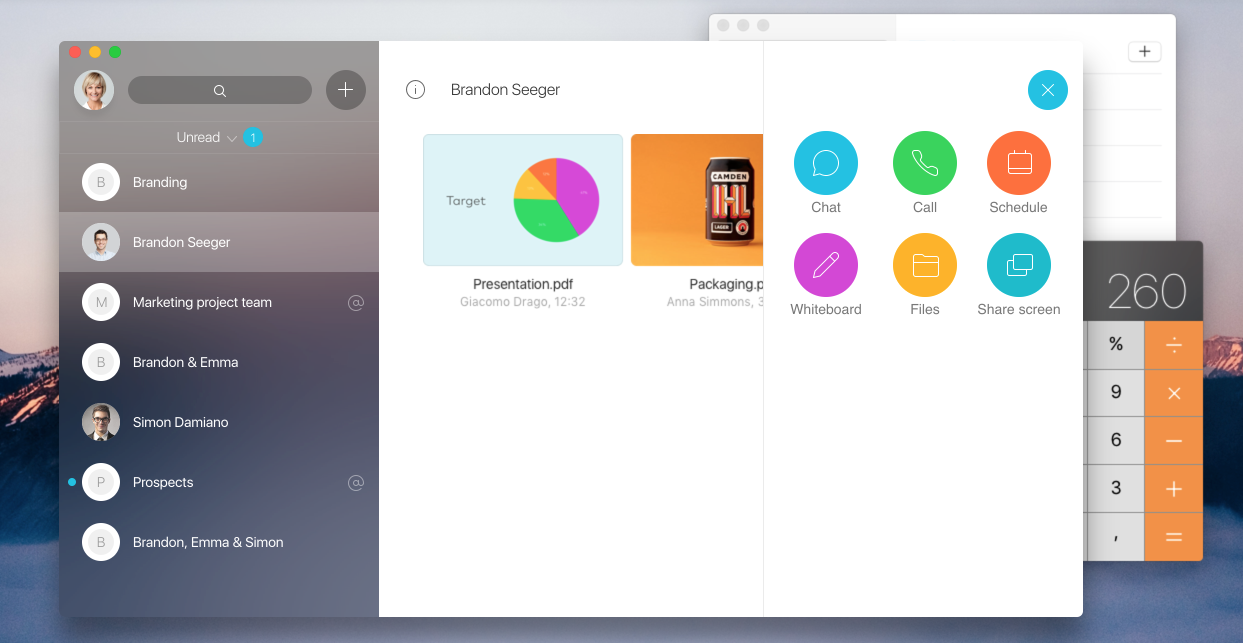 Unread 1
B Branding
Brandon Seeger
M Marketing project team @
B Brandon & Emma
Simon Damiano
P Prospects @
B Brandon, Emma & Simon
i Brandon Seeger
Target
CAMDEN
IHL
LAGER
Presentation.pdf
Giacomo Drago, 12:32
Packaging.p
Anna Simmons, 3
Chat
Call
Schedule
Whiteboard
Files
Share screen
260
% ÷
9 ×
6 −
3 +
, =